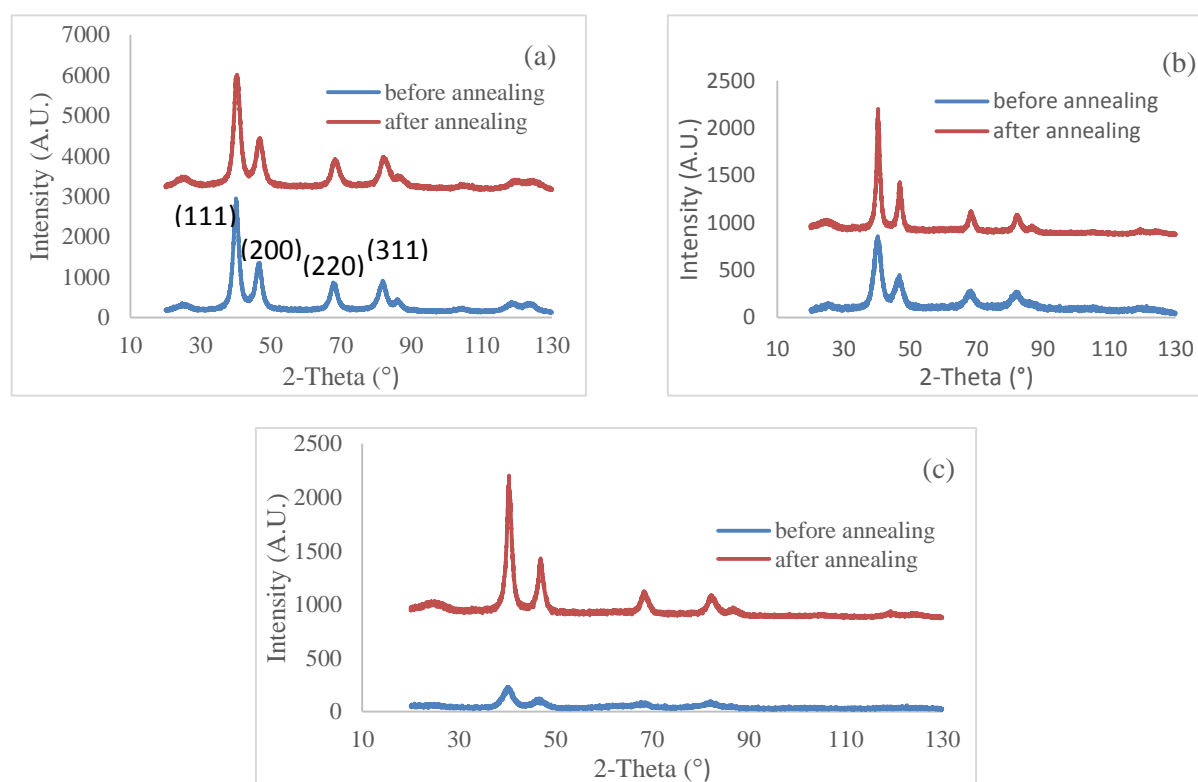 (a)
7000
6000
5000
4000
3000
2000
1000
0
Intensity (A.U.)
before annealing
after annealing
(111)
(200)
(220)
(311)
10 30 50 70 90 110 130
2-Theta (°)
(b)
2500
2000
1500
1000
500
0
Intensity (A.U.)
before annealing
after annealing
10 30 50 70 90 110 130
2-Theta (°)
(c)
2500
2000
1500
1000
500
0
Intensity (A.U.)
before annealing
after annealing
10 30 50 70 90 110 130
2-Theta (°)